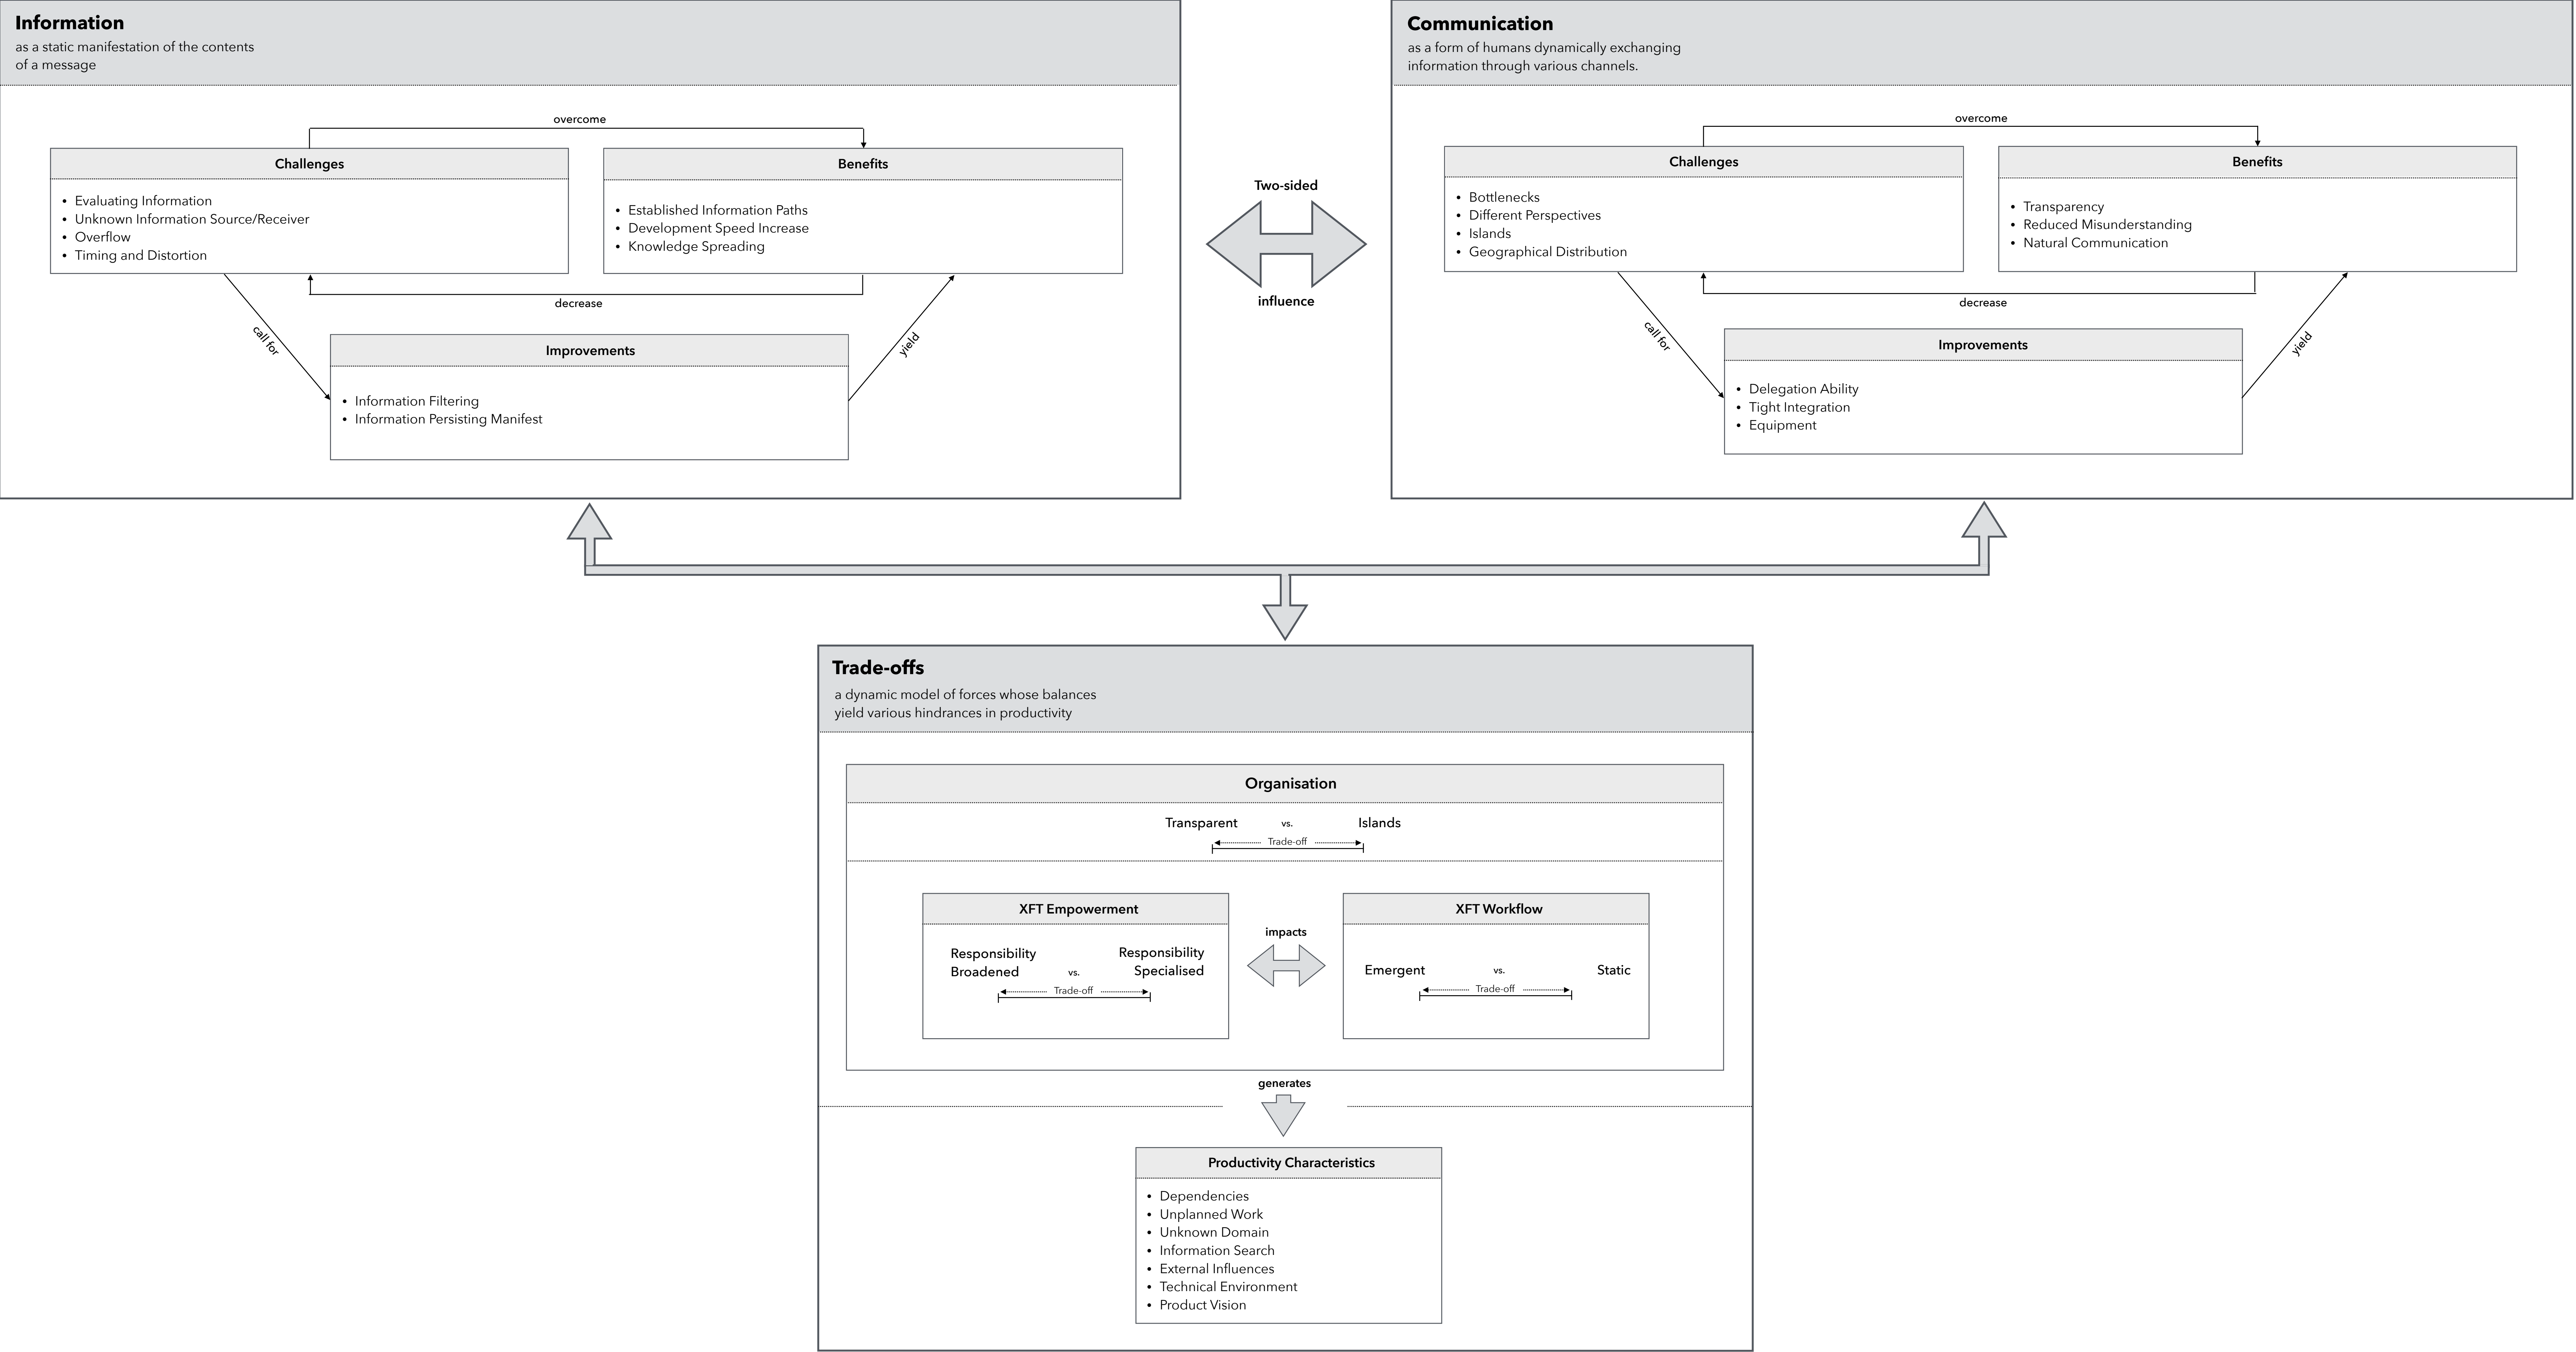 Information
as a static manifestation of the contents
of a message
overcome
Challenges
• Evaluating Information
• Unknown Information Source/Receiver
• Overflow
• Timing and Distortion
Benefits
• Established Information Paths
• Development Speed Increase
• Knowledge Spreading
decrease
call for
yield
Improvements
• Information Filtering
• Information Persisting Manifest
Two-sided
influence
Communication
as a form of humans dynamically exchanging
information through various channels.
overcome
Challenges
• Bottlenecks
• Different Perspectives
• Islands
• Geographical Distribution
Benefits
• Transparency
• Reduced Misunderstanding
• Natural Communication
decrease
call for
yield
Improvements
• Delegation Ability
• Tight Integration
• Equipment
Trade-offs
a dynamic model of forces whose balances
yield various hindrances in productivity
Organisation
Transparent vs. Islands
Trade-off
XFT Empowerment
Responsibility
Broadened
vs.
Responsibility
Specialised
Trade-off
impacts
XFT Workflow
Emergent vs. Static
Trade-off
generates
Productivity Characteristics
• Dependencies
• Unplanned Work
• Unknown Domain
• Information Search
• External Influences
• Technical Environment
• Product Vision